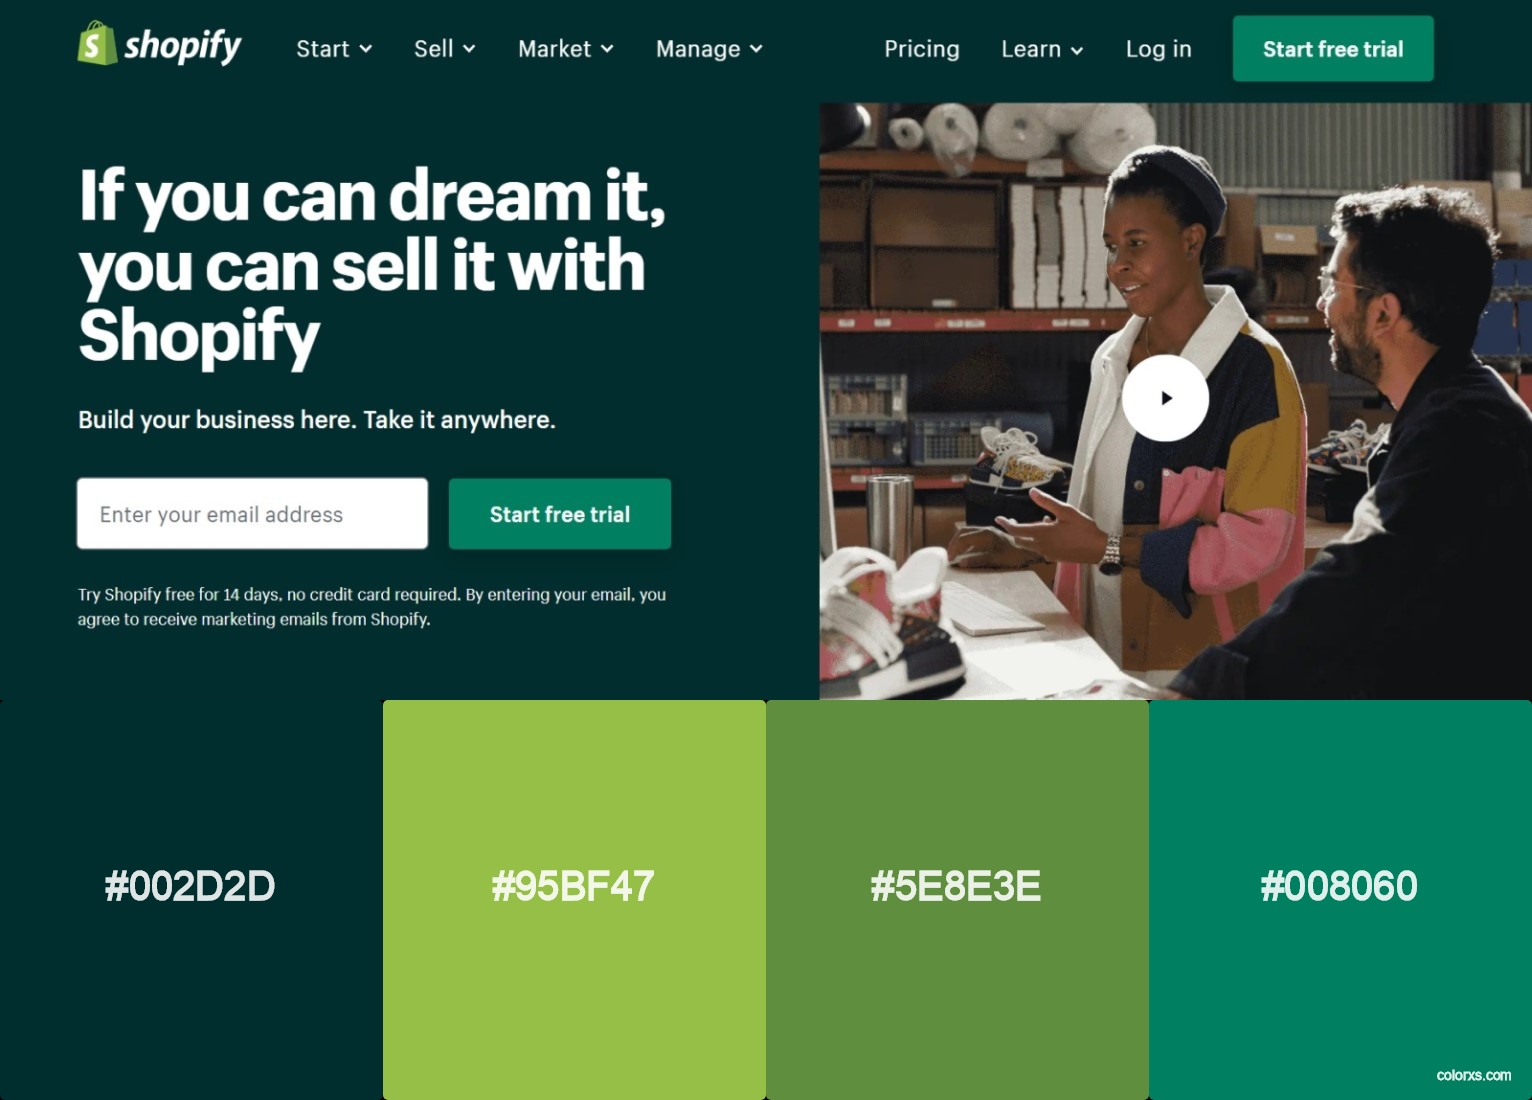 shopify
Start
Sell
Market
Manage
Pricing
Learn
Log in
Start free trial
If you can dream it,
you can sell it with
Shopify
Build your business here. Take it anywhere.
Enter your email address
Start free trial
Try Shopify free for 14 days, no credit card required. By entering your email, you
agree to receive marketing emails from Shopify.
#002D2D
#95BF47
#5E8E3E
#008060
colorxs.com